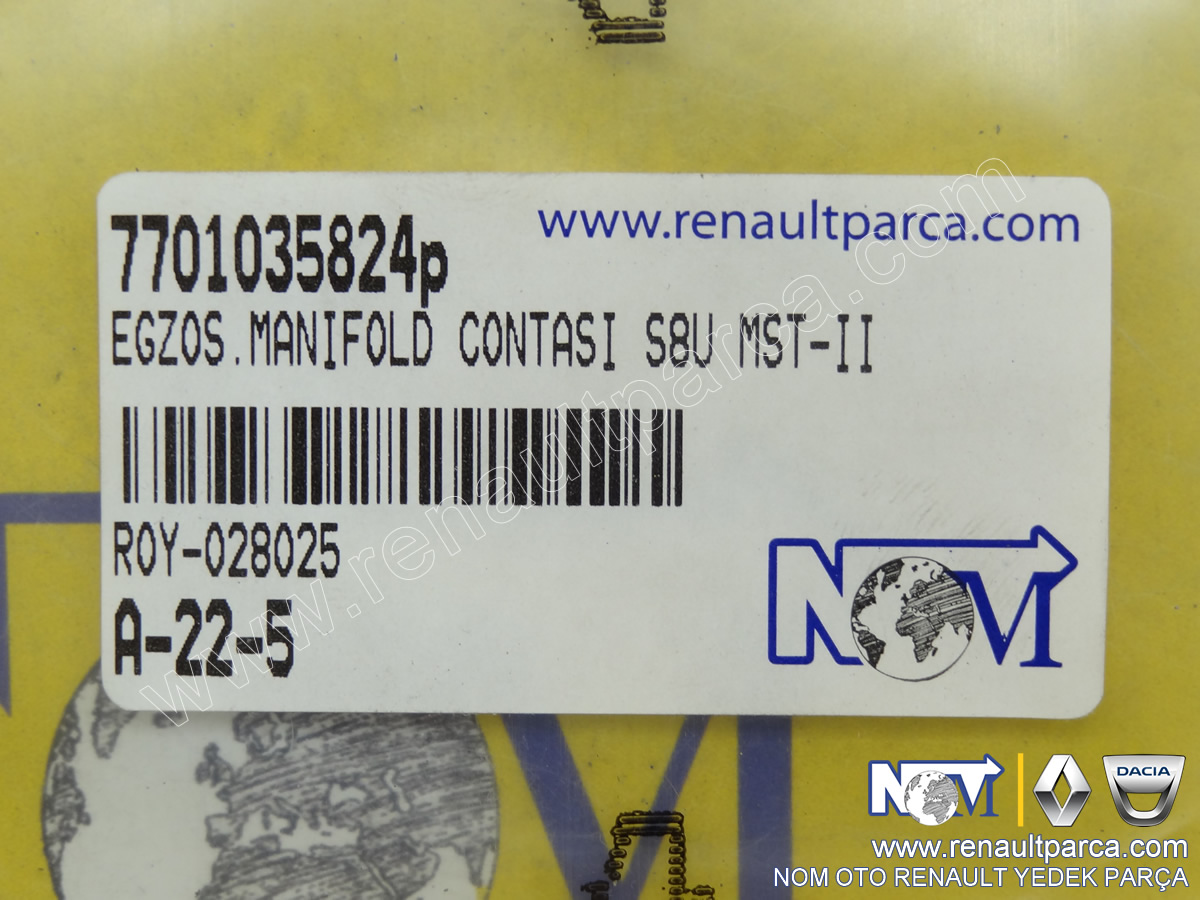 www.renaultparca.com
7701035824p
EGZOS.MANIFOLD CONTASI S8U MST-II
ROY-028025
A-22-5
NOM
www.renaultparca.com
NOM
DACIA
www.renaultparca.com
NOM OTO RENAULT YEDEK PARÇA